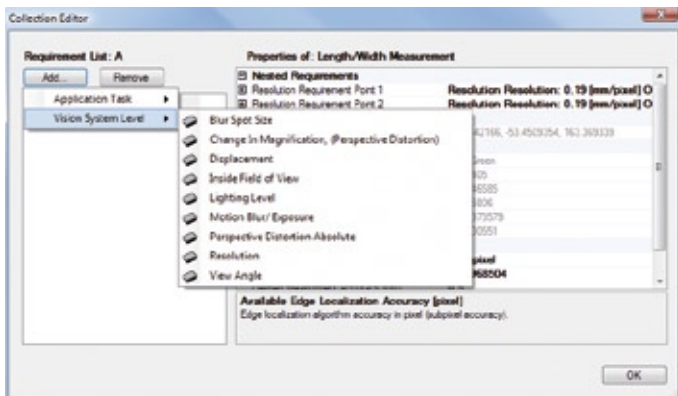 Collection Editor
Requirement List: A
Properties of: Length/Width Measurement
Add...
Remove
Nested Requirements
Resolution Requirement Point 1 Resolution Resolution: 0.19 [mm/pixel] O
Resolution Requirement Point 2 Resolution Resolution: 0.19 [mm/pixel] O
Application Task
Vision System Level
Blur Spot Size
Change In Magnification, (Perspective Distortion)
Displacement
Inside Field of View
Lighting Level
Motion Blur/ Exposure
Perspective Distortion Absolute
Resolution
View Angle
Available Edge Localization Accuracy [pixel]
Edge localization algorithm accuracy in pixel (subpixel accuracy).
OK